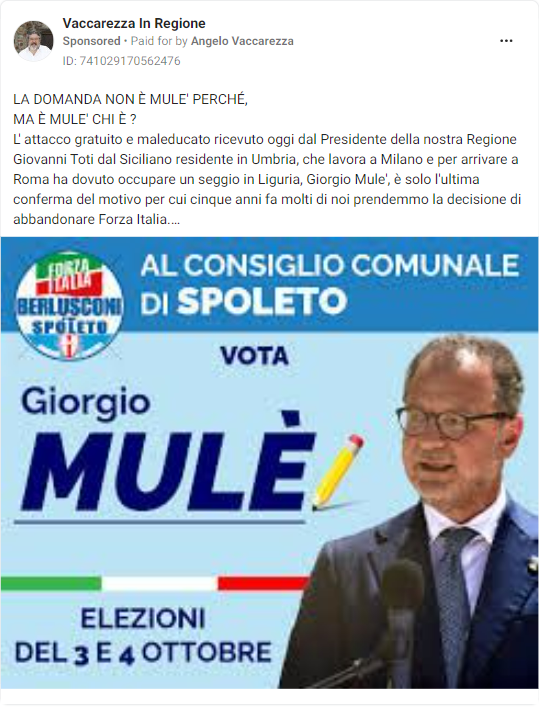 Vaccarezza In Regione
Sponsored • Paid for by Angelo Vaccarezza
ID: 741029170562476
LA DOMANDA NON È MULE' PERCHÉ,
MA È MULE' CHI È ?
L' attacco gratuito e maleducato ricevuto oggi dal Presidente della nostra Regione
Giovanni Toti dal Siciliano residente in Umbria, che lavora a Milano e per arrivare a
Roma ha dovuto occupare un seggio in Liguria, Giorgio Mule', è solo l'ultima
conferma del motivo per cui cinque anni fa molti di noi prendemmo la decisione di
abbandonare Forza Italia....
FORZA
ITALIA
BERLUSCONI
SPOLETO
AL CONSIGLIO COMUNALE
DI SPOLETO
VOTA
Giorgio
MULÈ
ELEZIONI
DEL 3 E 4 OTTOBRE